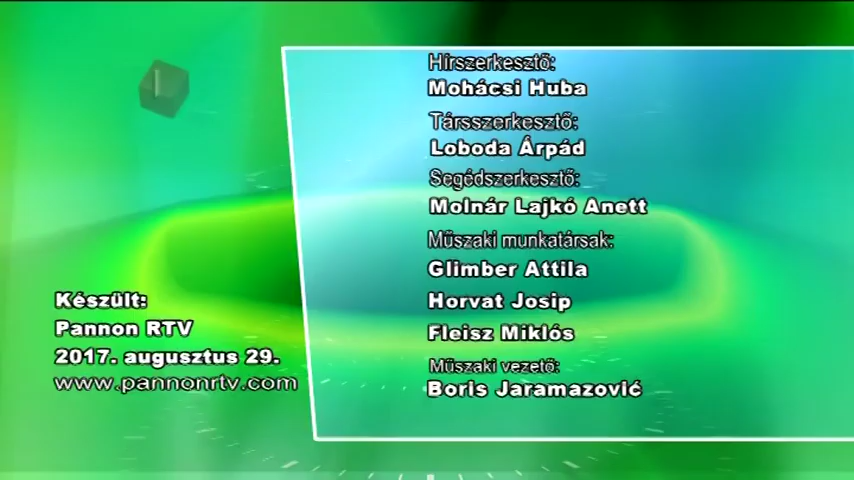 Hírszerkesztő:
Mohácsi Huba
Társszerkesztő:
Loboda Árpád
Segédszerkesztő:
Molnár Lajkó Anett
Műszaki munkatársak:
Glimber Attila
Horvat Josip
Fleisz Miklós
Műszaki vezető:
Boris Jaramazović
Készült:
Pannon RTV
2017. augusztus 29.
www.pannonrtv.com